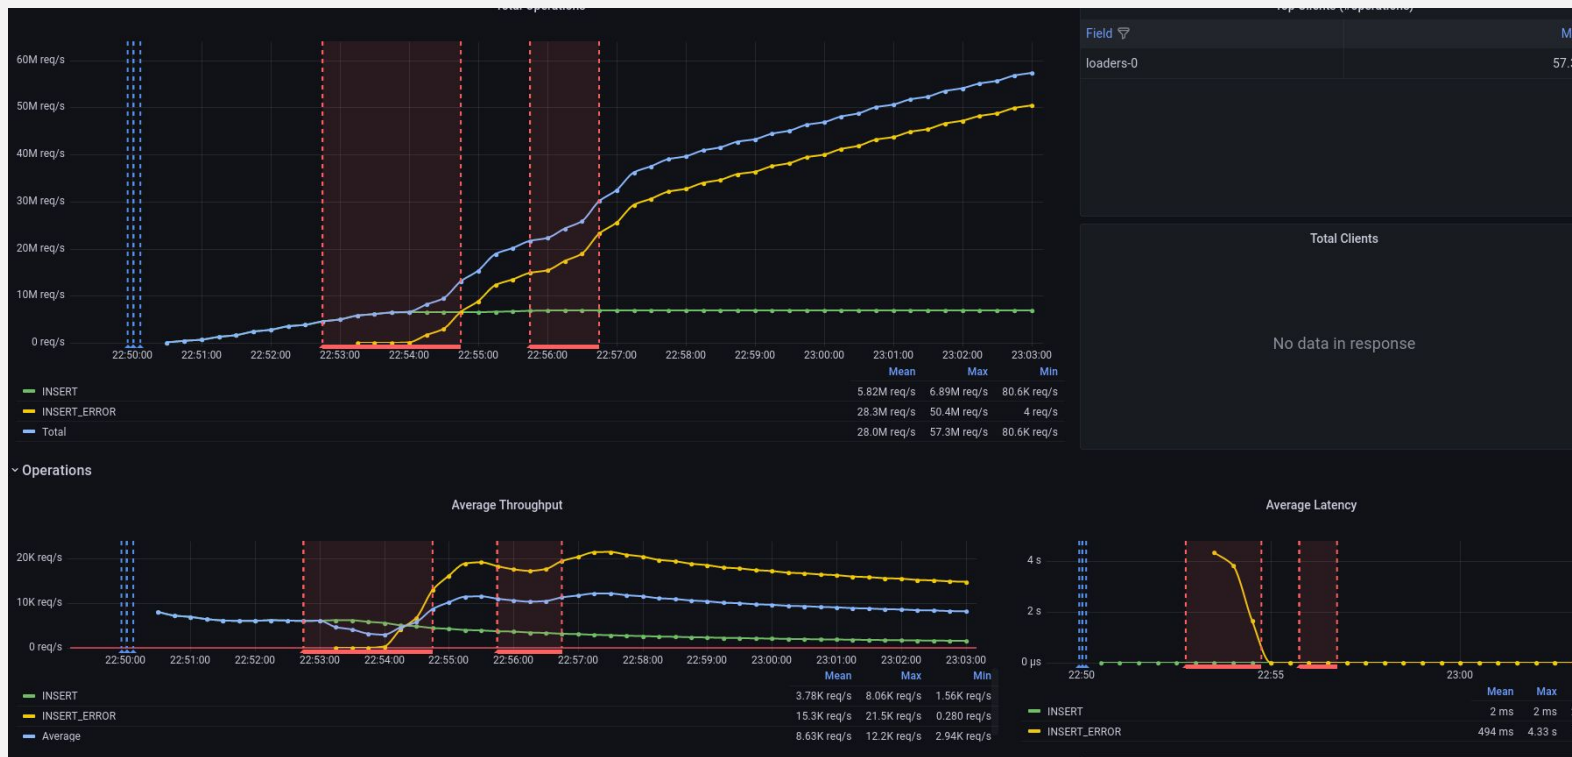 Total Operations
60M req/s
50M req/s
40M req/s
30M req/s
20M req/s
10M req/s
0 req/s
22:50:00 22:51:00 22:52:00 22:53:00 22:54:00 22:55:00 22:56:00 22:57:00 22:58:00 22:59:00 23:00:00 23:01:00 23:02:00 23:03:00
Mean Max Min
INSERT 5.82M req/s 6.89M req/s 80.6K req/s
INSERT_ERROR 28.3M req/s 50.4M req/s 4 req/s
Total 28.0M req/s 57.3M req/s 80.6K req/s
Top Clients (#operations)
Field M
loaders-0 57.
Total Clients
No data in response
Operations
Average Throughput
20K req/s
10K req/s
0 req/s
22:50:00 22:51:00 22:52:00 22:53:00 22:54:00 22:55:00 22:56:00 22:57:00 22:58:00 22:59:00 23:00:00 23:01:00 23:02:00 23:03:00
Mean Max Min
INSERT 3.78K req/s 8.06K req/s 1.56K req/s
INSERT_ERROR 15.3K req/s 21.5K req/s 0.280 req/s
Average 8.63K req/s 12.2K req/s 2.94K req/s
Average Latency
4 s
2 s
0 µs
22:50 22:55 23:00
Mean Max
INSERT 2 ms 2 ms
INSERT_ERROR 494 ms 4.33 s